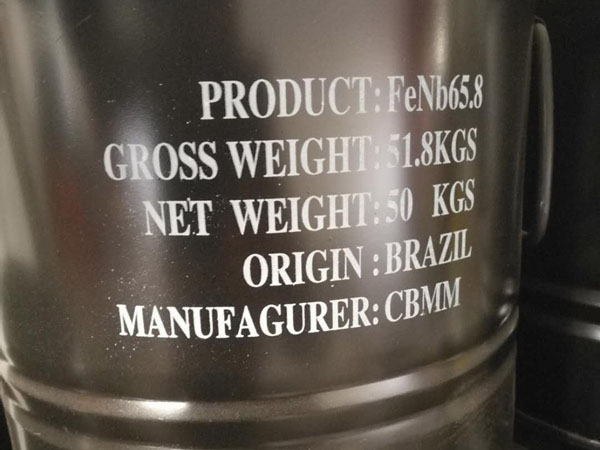 PRODUCT: FeNb65.8
GROSS WEIGHT: 51.8KGS
NET WEIGHT: 50 KGS
ORIGIN : BRAZIL
MANUFAGURER: CBMM